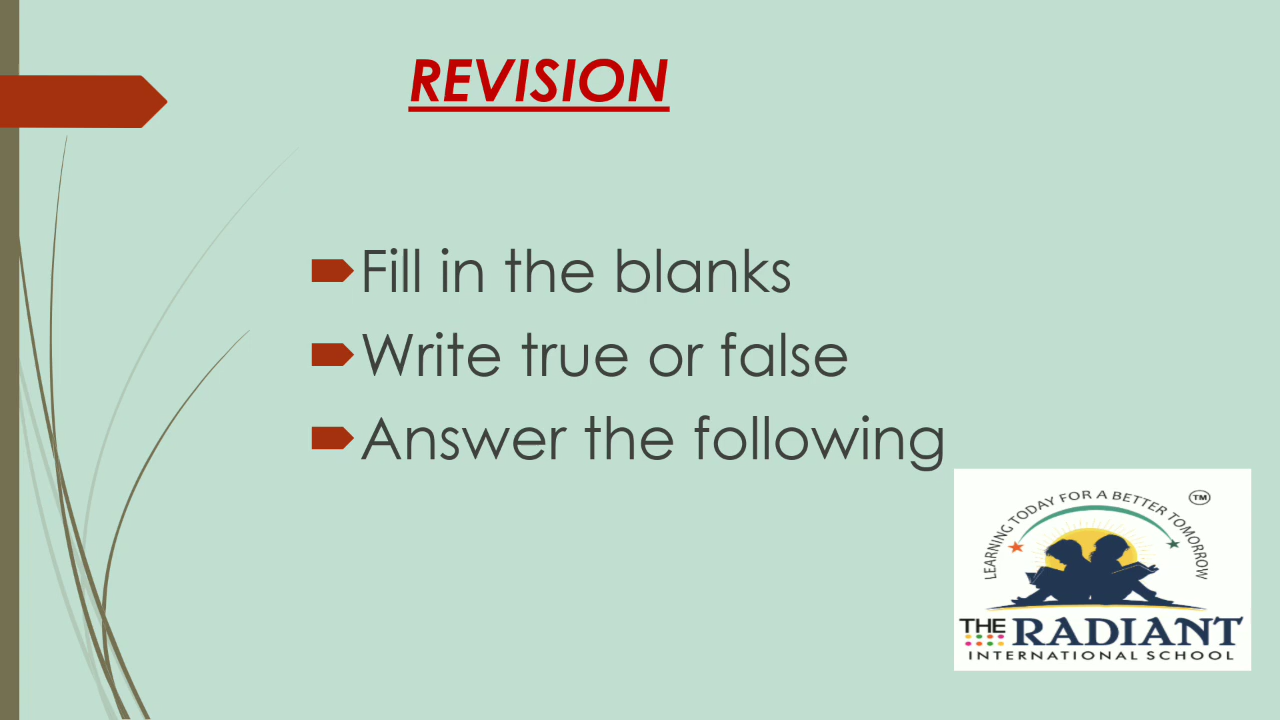 REVISION
Fill in the blanks
Write true or false
Answer the following
LEARNING TODAY FOR A BETTER TOMORROW
TM
THE RADIANT
INTERNATIONAL SCHOOL